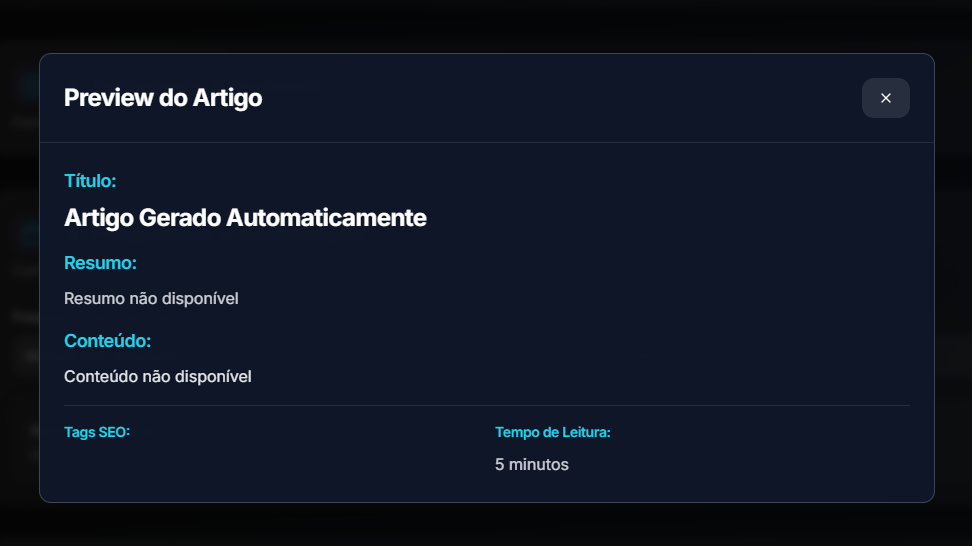 Preview do Artigo
×
Título:
Artigo Gerado Automaticamente
Resumo:
Resumo não disponível
Conteúdo:
Conteúdo não disponível
Tags SEO:
Tempo de Leitura:
5 minutos